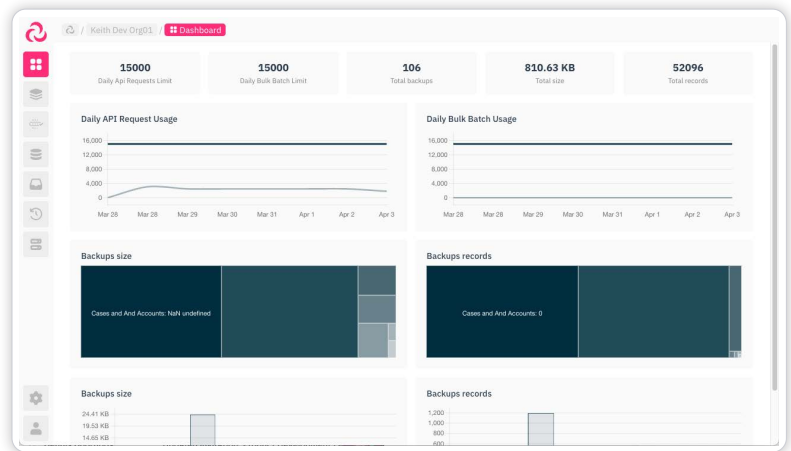 / Keith Dev Org01 / Dashboard
15000
Daily Api Requests Limit
15000
Daily Bulk Batch Limit
106
Total backups
810.63 KB
Total size
52096
Total records
Daily API Request Usage
16,000
12,000
8,000
4,000
0
Mar 28 Mar 28 Mar 29 Mar 30 Mar 31 Apr 1 Apr 2 Apr 3
Daily Bulk Batch Usage
16,000
12,000
8,000
4,000
0
Mar 28 Mar 28 Mar 29 Mar 30 Mar 31 Apr 1 Apr 2 Apr 3
Backups size
Cases and And Accounts: NaN undefined
Backups records
Cases and And Accounts: 0
Backups size
24.41 KB
19.53 KB
14.65 KB
Backups records
1,200
1,000
800
600